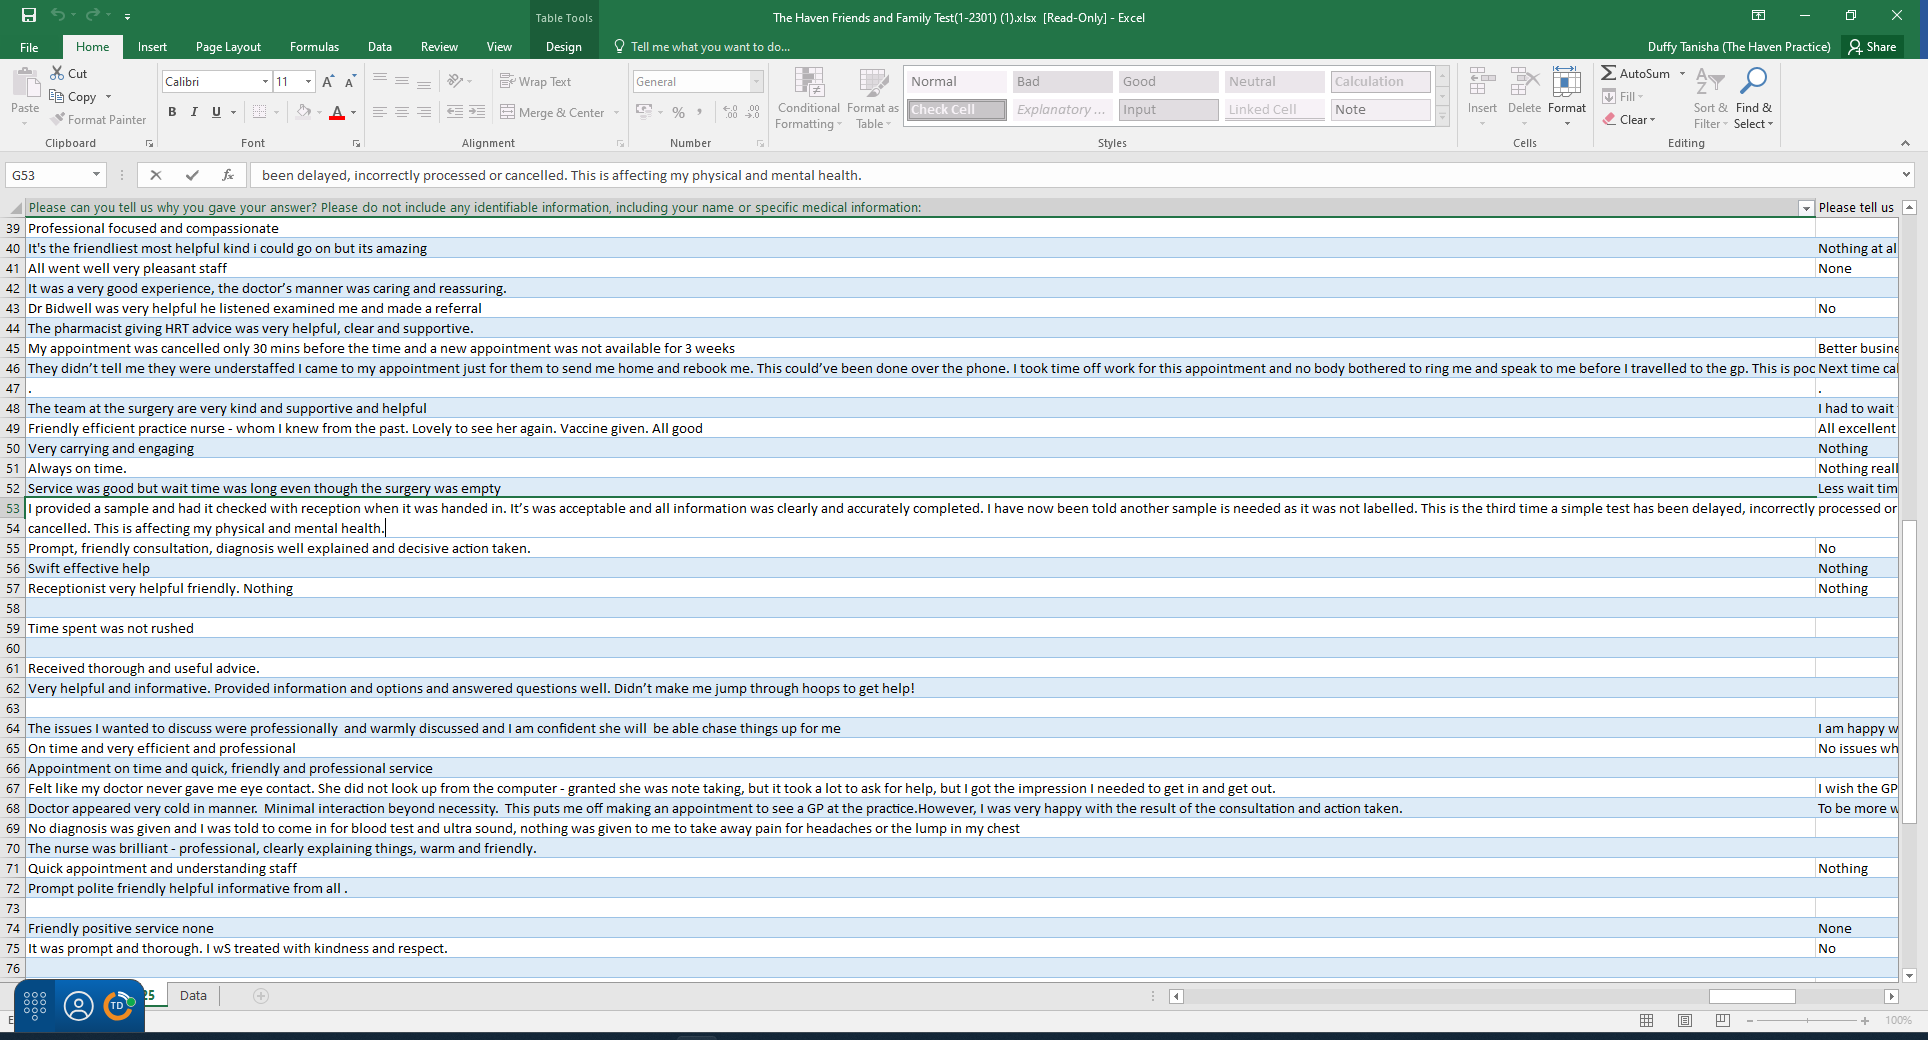 Table Tools
The Haven Friends and Family Test(1-2301) (1).xlsx [Read-Only] - Excel
File Home Insert Page Layout Formulas Data Review View Design Tell me what you want to do...
Duffy Tanisha (The Haven Practice) Share
Paste Cut Copy Format Painter Clipboard
Calibri 11 A A B I U A Font
Wrap Text Merge & Center Alignment
General % , .00 Number
Conditional Formatting Format as Table
Normal Bad Good Neutral Calculation
Check Cell Explanatory ... Input Linked Cell Note
Styles
Insert Delete Format Cells
AutoSum Fill Clear Sort & Filter Find & Select Editing
G53 fx been delayed, incorrectly processed or cancelled. This is affecting my physical and mental health.
Please can you tell us why you gave your answer? Please do not include any identifiable information, including your name or specific medical information: Please tell us
39 Professional focused and compassionate
40 It's the friendliest most helpful kind i could go on but its amazing Nothing at al
41 All went well very pleasant staff None
42 It was a very good experience, the doctor’s manner was caring and reassuring.
43 Dr Bidwell was very helpful he listened examined me and made a referral No
44 The pharmacist giving HRT advice was very helpful, clear and supportive.
45 My appointment was cancelled only 30 mins before the time and a new appointment was not available for 3 weeks Better busine
46 They didn’t tell me they were understaffed I came to my appointment just for them to send me home and rebook me. This could’ve been done over the phone. I took time off work for this appointment and no body bothered to ring me and speak to me before I travelled to the gp. This is poc Next time cal
47 . .
48 The team at the surgery are very kind and supportive and helpful I had to wait
49 Friendly efficient practice nurse - whom I knew from the past. Lovely to see her again. Vaccine given. All good All excellent
50 Very carrying and engaging Nothing
51 Always on time. Nothing reall
52 Service was good but wait time was long even though the surgery was empty Less wait tim
53 I provided a sample and had it checked with reception when it was handed in. It’s was acceptable and all information was clearly and accurately completed. I have now been told another sample is needed as it was not labelled. This is the third time a simple test has been delayed, incorrectly processed or
54 cancelled. This is affecting my physical and mental health.
55 Prompt, friendly consultation, diagnosis well explained and decisive action taken. No
56 Swift effective help Nothing
57 Receptionist very helpful friendly. Nothing Nothing
58
59 Time spent was not rushed
60
61 Received thorough and useful advice.
62 Very helpful and informative. Provided information and options and answered questions well. Didn’t make me jump through hoops to get help!
63
64 The issues I wanted to discuss were professionally  and warmly discussed and I am confident she will  be able chase things up for me I am happy w
65 On time and very efficient and professional No issues wh
66 Appointment on time and quick, friendly and professional service
67 Felt like my doctor never gave me eye contact. She did not look up from the computer - granted she was note taking, but it took a lot to ask for help, but I got the impression I needed to get in and get out. I wish the GP
68 Doctor appeared very cold in manner.  Minimal interaction beyond necessity.  This puts me off making an appointment to see a GP at the practice.However, I was very happy with the result of the consultation and action taken. To be more w
69 No diagnosis was given and I was told to come in for blood test and ultra sound, nothing was given to me to take away pain for headaches or the lump in my chest
70 The nurse was brilliant - professional, clearly explaining things, warm and friendly.
71 Quick appointment and understanding staff Nothing
72 Prompt polite friendly helpful informative from all .
73
74 Friendly positive service none None
75 It was prompt and thorough. I wS treated with kindness and respect. No
76
TD 25 Data
100%